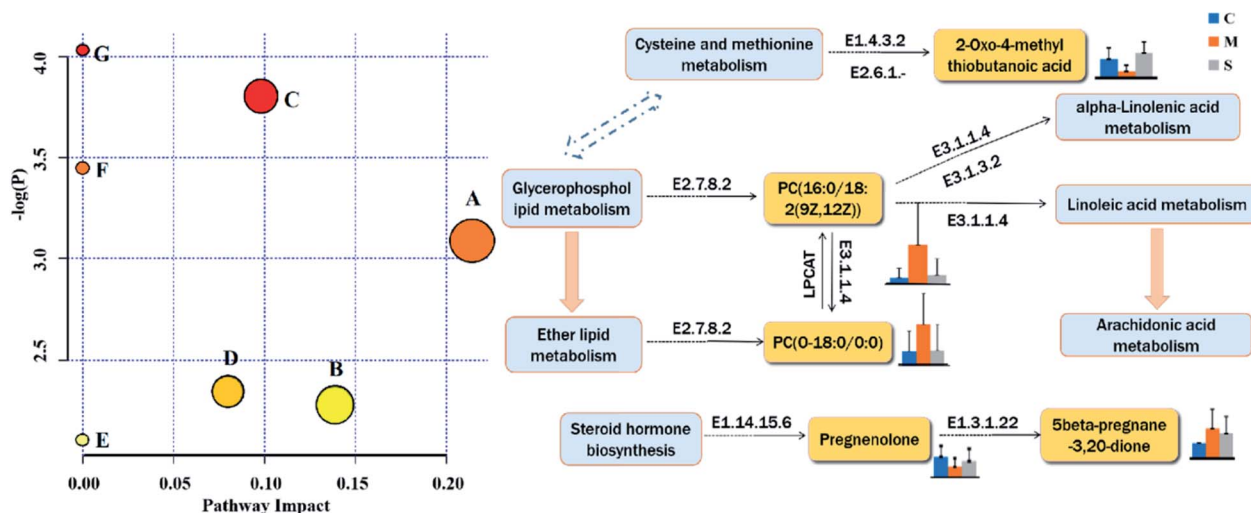 G
C
F
A
D
B
E
4.0
3.5
3.0
2.5
-log(P)
0.00 0.05 0.10 0.15 0.20
Pathway Impact
C
M
S
Cysteine and methionine
metabolism
E1.4.3.2
E2.6.1.-
2-Oxo-4-methyl
thiobutanoic acid
alpha-Linolenic acid
metabolism
E3.1.1.4
E3.1.3.2
Glycerophosphol
ipid metabolism
E2.7.8.2
PC(16:0/18:
2(9Z,12Z))
E3.1.1.4
Linoleic acid metabolism
LPCAT
E3.1.1.4
Ether lipid
metabolism
E2.7.8.2
PC(O-18:0/0:0)
Arachidonic acid
metabolism
Steroid hormone
biosynthesis
E1.14.15.6
Pregnenolone
E1.3.1.22
5beta-pregnane
-3,20-dione